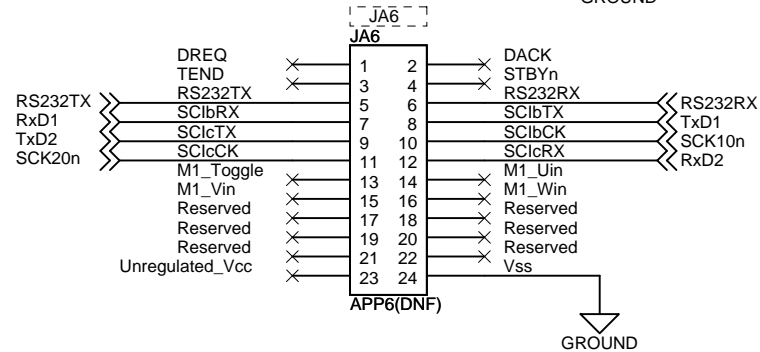 GROUND
JA6
JA6
DREQ 1 2 DACK
TEND 3 4 STBYn
RS232TX RS232TX 5 6 RS232RX RS232RX
RxD1 SCIbRX 7 8 SCIbTX TxD1
TxD2 SCIcTX 9 10 SCIbCK SCK10n
SCK20n SCIcCK 11 12 SCIcRX RxD2
M1_Toggle 13 14 M1_Uin
M1_Vin 15 16 M1_Win
Reserved 17 18 Reserved
Reserved 19 20 Reserved
Reserved 21 22 Reserved
Unregulated_Vcc 23 24 Vss
APP6(DNF)
GROUND